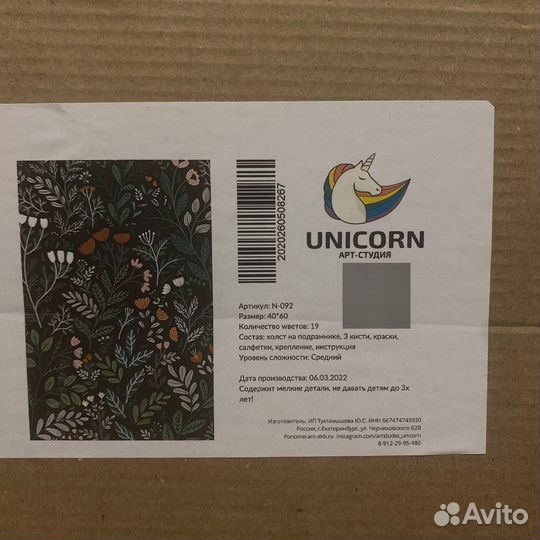 2020260508267
UNICORN
АРТ-СТУДИЯ
Артикул: N-092
Размер: 40*60
Количество цветов: 19
Состав: холст на подрамнике, 3 кисти, краски,
салфетки, крепление, инструкция
Уровень сложности: Средний
Дата производства: 06.03.2022
Содержит мелкие детали, не давать детям до 3х
лет!
Изготовитель: ИП Туктамышева Ю.С. ИНН 667474745930
Россия, г.Екатеринбург, ул. Черняховского 62В
Ponomeram-ekb.ru instagram.com/artstudio_unicorn
8-912-29-95-480
Avito